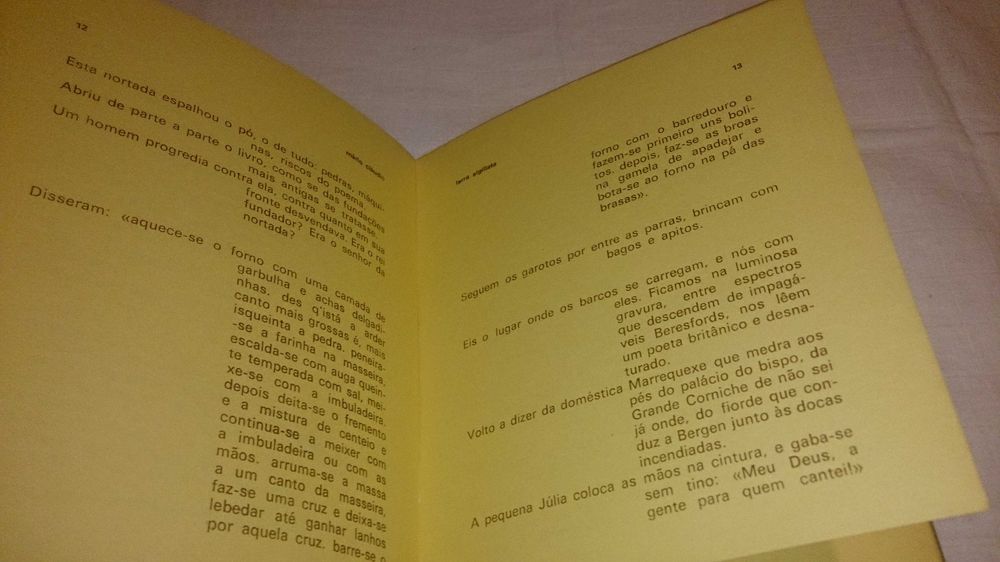 12
mário cláudio
Esta nortada espalhou o pó, o de tudo: pedras, máqui-
nas, riscos do poema.
Abriu de parte a parte o livro, como se das fundações
mais antigas se tratasse.
Um homem progredia contra ela, contra quanto em sua
fronte desvendava. Era o rei
fundador? Era o senhor da
nortada?
Disseram: «aquece-se o forno com uma camada de
garbulha e achas delgadi-
nhas. des q'istá a arder
canto mais grossas é, mais
isqueinta a pedra. peneira-
-se a farinha na masseira.
escalda-se com auga quein-
te temperada com sal, mei-
xe-se com a imbuladeira.
depois deita-se o fremento
e a mistura de centeio e
continua-se a meixer com
a imbuladeira ou com as
mãos. arruma-se a massa
a um canto da masseira,
faz-se uma cruz e deixa-se
lebedar até ganhar lanhos
por aquela cruz. barre-se o
13
terra sigillata
forno com o barredouro e
fazem-se primeiro uns boli-
tos. depois, faz-se as broas
na gamela de apadejar e
bota-se ao forno na pá das
brasas».
Seguem os garotos por entre as parras, brincam com
bagos e apitos.
Eis o lugar onde os barcos se carregam, e nós com
eles. Ficamos na luminosa
gravura, entre espectros
que descendem de impagá-
veis Beresfords, nos lêem
um poeta britânico e desna-
turado.
Volto a dizer da doméstica Marrequexe que medra aos
pés do palácio do bispo, da
Grande Corniche de não sei
já onde, do fiorde que con-
duz a Bergen junto às docas
incendiadas.
A pequena Júlia coloca as mãos na cintura, e gaba-se
sem tino: «Meu Deus, a
gente para quem cantei!»